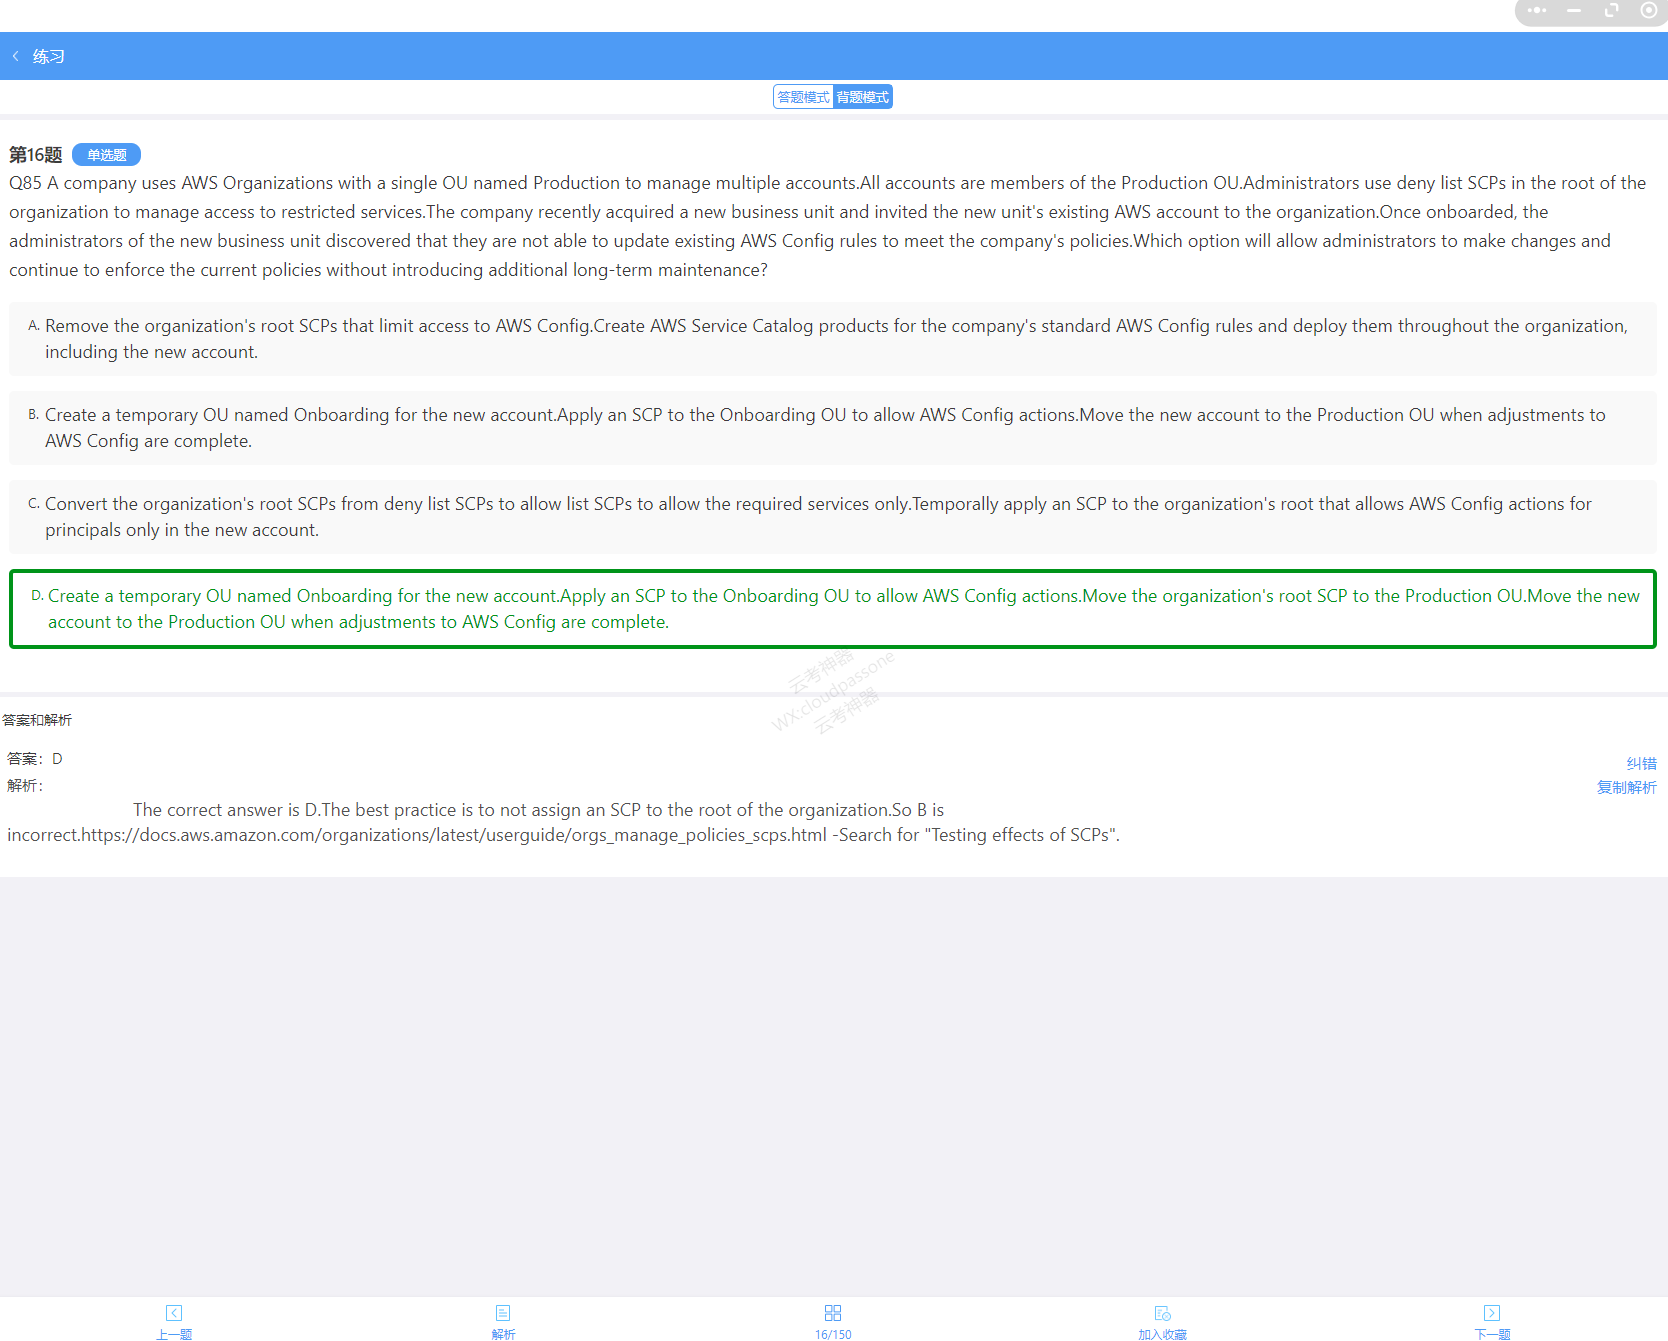 练习
答题模式 背题模式
第16题 单选题
Q85 A company uses AWS Organizations with a single OU named Production to manage multiple accounts.All accounts are members of the Production OU.Administrators use deny list SCPs in the root of the
organization to manage access to restricted services.The company recently acquired a new business unit and invited the new unit's existing AWS account to the organization.Once onboarded, the
administrators of the new business unit discovered that they are not able to update existing AWS Config rules to meet the company's policies.Which option will allow administrators to make changes and
continue to enforce the current policies without introducing additional long-term maintenance?
A. Remove the organization's root SCPs that limit access to AWS Config.Create AWS Service Catalog products for the company's standard AWS Config rules and deploy them throughout the organization,
including the new account.
B. Create a temporary OU named Onboarding for the new account.Apply an SCP to the Onboarding OU to allow AWS Config actions.Move the new account to the Production OU when adjustments to
AWS Config are complete.
C. Convert the organization's root SCPs from deny list SCPs to allow list SCPs to allow the required services only.Temporally apply an SCP to the organization's root that allows AWS Config actions for
principals only in the new account.
D. Create a temporary OU named Onboarding for the new account.Apply an SCP to the Onboarding OU to allow AWS Config actions.Move the organization's root SCP to the Production OU.Move the new
account to the Production OU when adjustments to AWS Config are complete.
云考神器
WX:cloudpassone
云考神器
答案和解析
答案：D
纠错
解析：
复制解析
The correct answer is D.The best practice is to not assign an SCP to the root of the organization.So B is
incorrect.https://docs.aws.amazon.com/organizations/latest/userguide/orgs_manage_policies_scps.html -Search for "Testing effects of SCPs".
上一题 解析 16/150 加入收藏 下一题